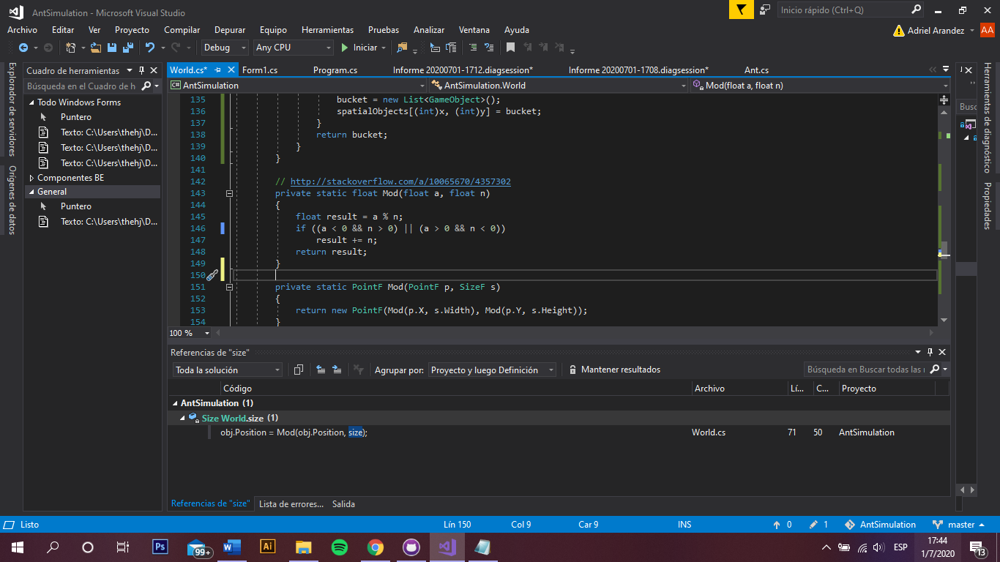 AntSimulation - Microsoft Visual Studio
Inicio rápido (Ctrl+Q)
Archivo Editar Ver Proyecto Compilar Depurar Equipo Herramientas Pruebas Analizar Ventana Ayuda
Adriel Arandez AA
Debug Any CPU Iniciar
Explorador de servidores
Orígenes de datos
Cuadro de herramientas
Búsqueda en el Cuadro de h
Todo Windows Forms
Puntero
Texto: C:\Users\thehj\D...
Texto: C:\Users\thehj\D...
Texto: C:\Users\thehj\D...
Componentes BE
General
Puntero
Texto: C:\Users\thehj\D...
World.cs* Form1.cs Program.cs Informe 20200701-1712.diagsession* Informe 20200701-1708.diagsession* Ant.cs
C# AntSimulation AntSimulation.World Mod(float a, float n)
135 bucket = new List<GameObject>();
136 spatialObjects[(int)x, (int)y] = bucket;
137 }
138 return bucket;
139 }
140 }
141
142 // http://stackoverflow.com/a/10065670/4357302
143 private static float Mod(float a, float n)
144 {
145 float result = a % n;
146 if ((a < 0 && n > 0) || (a > 0 && n < 0))
147 result += n;
148 return result;
149 }
150
151 private static PointF Mod(PointF p, SizeF s)
152 {
153 return new PointF(Mod(p.X, s.Width), Mod(p.Y, s.Height));
154 }
100 %
Busc
Herramientas de diagnóstico
Propiedades
Referencias de "size"
Toda la solución Agrupar por: Proyecto y luego Definición Mantener resultados Búsqueda en Buscar todas las
Código Archivo Lí... C... Proyecto
AntSimulation (1)
Size World.size (1)
obj.Position = Mod(obj.Position, size); World.cs 71 50 AntSimulation
Referencias de "size" Lista de errores... Salida
Listo Lín 150 Col 9 Car 9 INS 0 1 AntSimulation master
Ps 99+ Ai ESP 17:44
1/7/2020 13